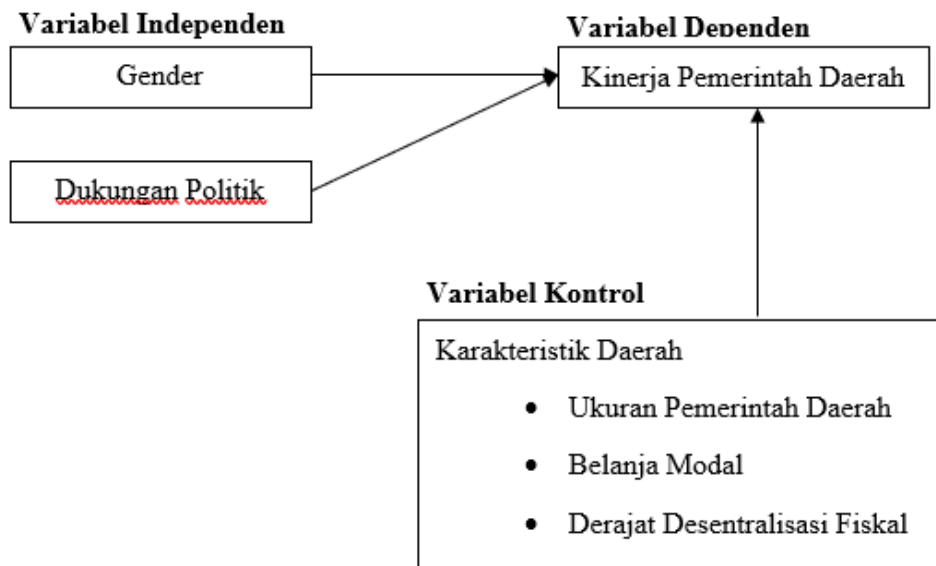 Variabel Independen
Gender
Dukungan Politik
Variabel Dependen
Kinerja Pemerintah Daerah
Variabel Kontrol
Karakteristik Daerah
• Ukuran Pemerintah Daerah
• Belanja Modal
• Derajat Desentralisasi Fiskal